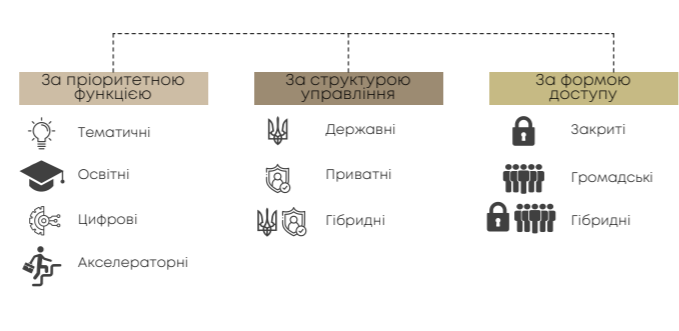 За пріоритетною
функцією
Тематичні
Освітні
Цифрові
Акселераторні
За структурою
управління
Державні
Приватні
Гібридні
За формою
доступу
Закриті
Громадські
Гібридні